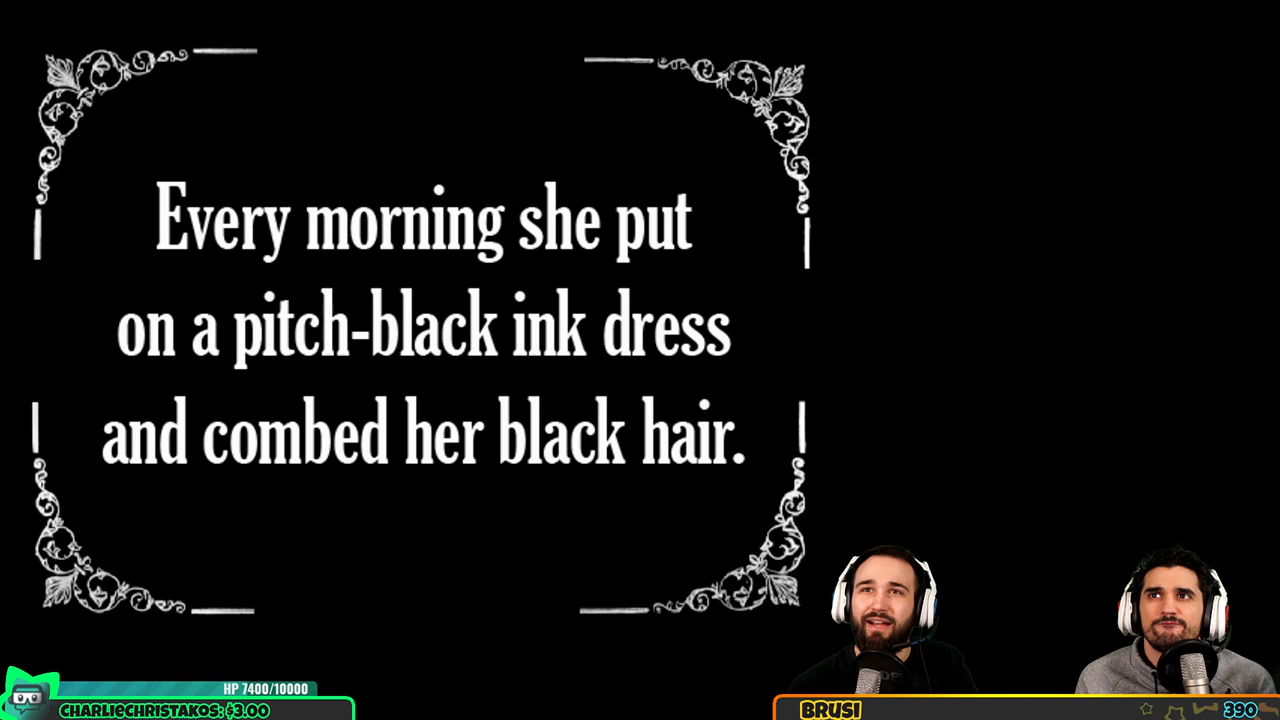 Every morning she put
on a pitch-black ink dress
and combed her black hair.
HP 7400/10000
CHARLIECHRISTAKOS: $3.00
BRUSI
390